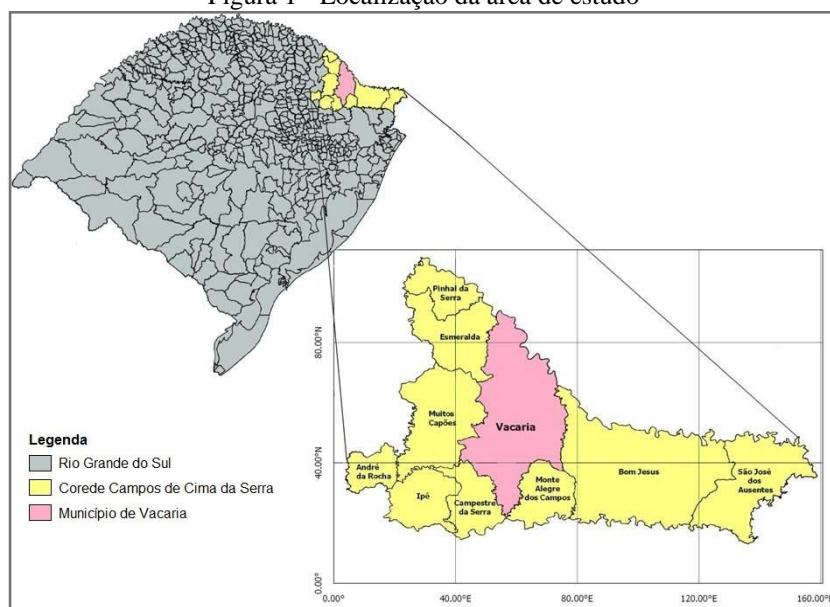 Figura 1 - Localização da área de estudo
Pinhal da
Serra
Esmeralda
Muitos
Capões
Vacaria
André
da Rocha
Ipê
Campestre
da Serra
Monte
Alegre
dos Campos
Bom Jesus
São José
dos
Ausentes
Legenda
Rio Grande do Sul
Corede Campos de Cima da Serra
Município de Vacaria
80.00°N
40.00°N
0.00°
0.00°
40.00°E
80.00°E
120.00°E
160.00°E